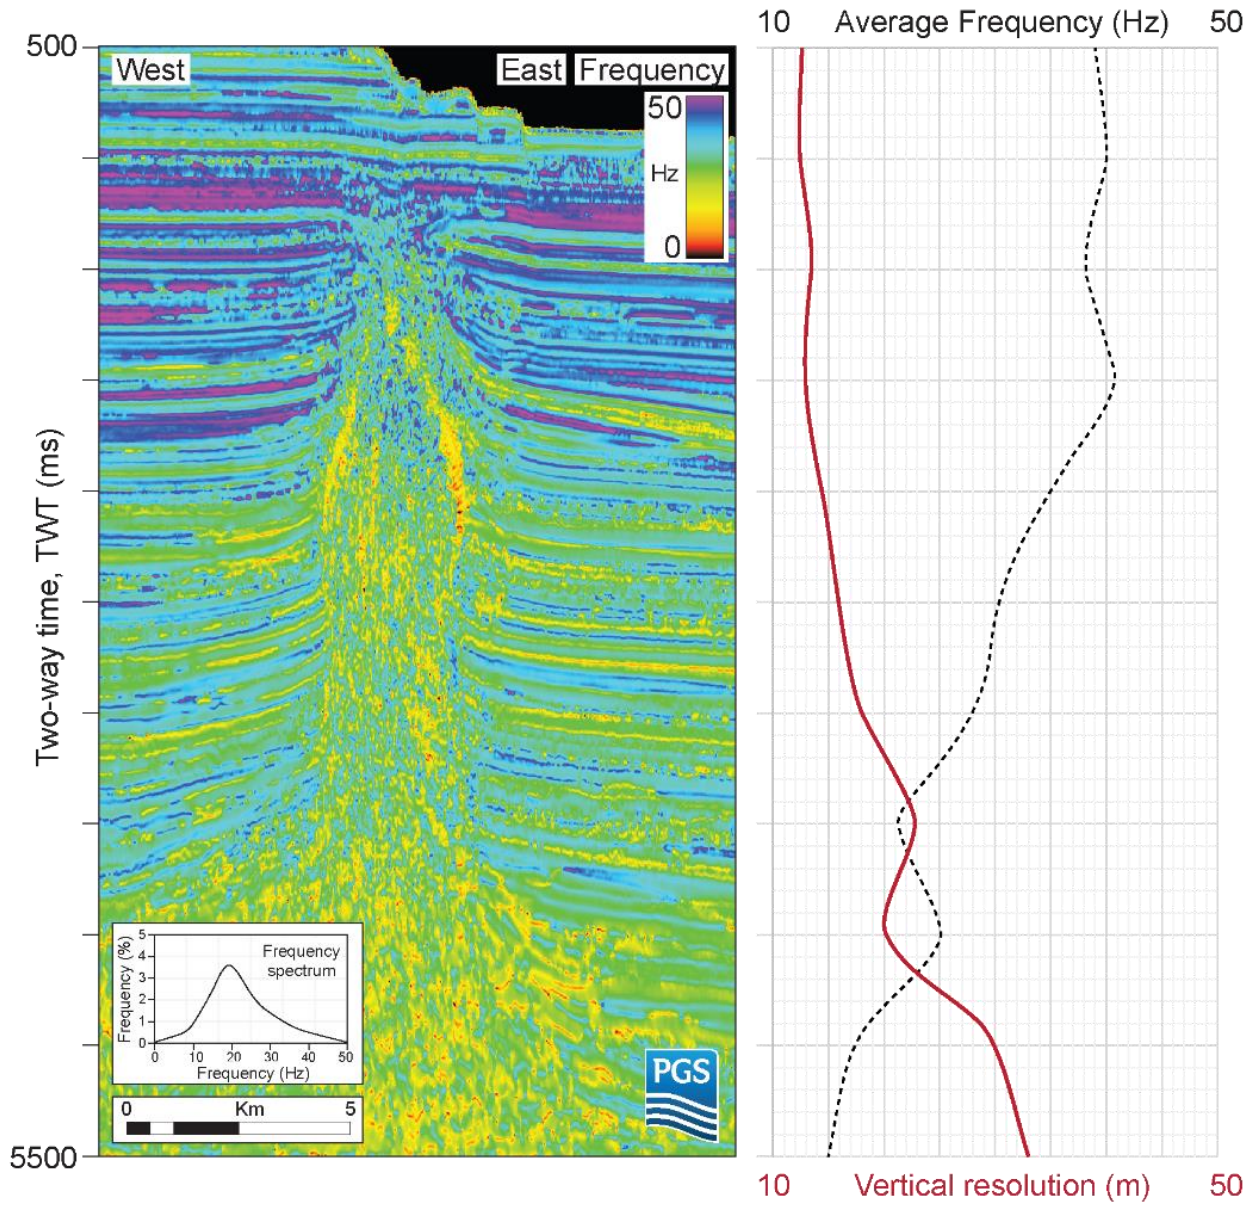 10 Average Frequency (Hz) 50
500
West
East
Frequency
50
Hz
0
Two-way time, TWT (ms)
5
4
3
2
1
0
Frequency (%)
Frequency
spectrum
0 10 20 30 40 50
Frequency (Hz)
0 Km 5
PGS
5500
10 Vertical resolution (m) 50